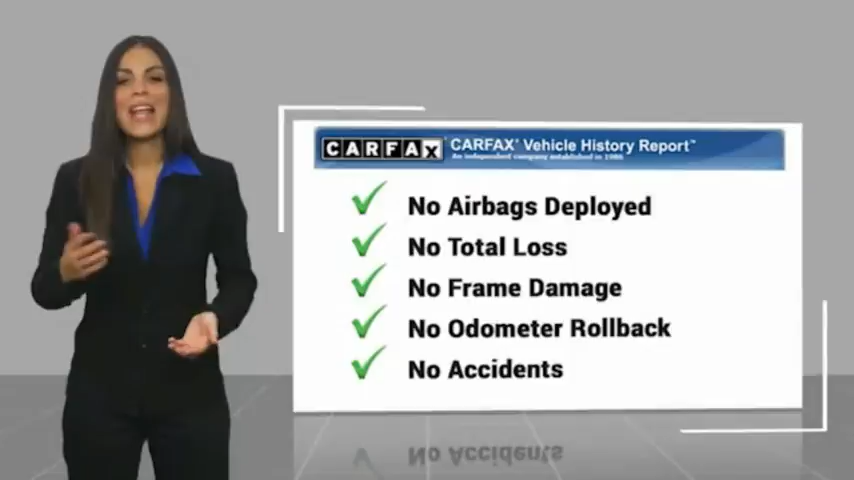 CARFAX CARFAX® Vehicle History Report™
An independent company established in 1986
No Airbags Deployed
No Total Loss
No Frame Damage
No Odometer Rollback
No Accidents
No Accidents